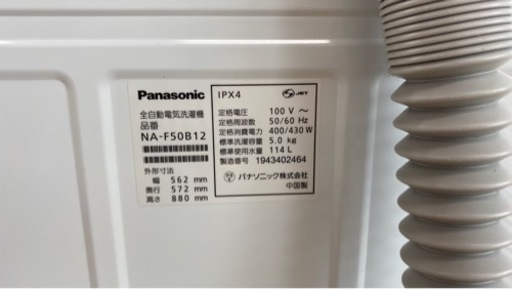 Panasonic
全自動電気洗濯機
品番
NA-F50B12
外形寸法
幅 562 mm
奥行 572 mm
高さ 880 mm
IPX4
JET
定格電圧 100 V ～
定格周波数 50/60 Hz
定格消費電力 400/430 W
標準洗濯容量 5.0 kg
標準使用水量 114 L
製造番号 1943402464
パナソニック株式会社
中国製